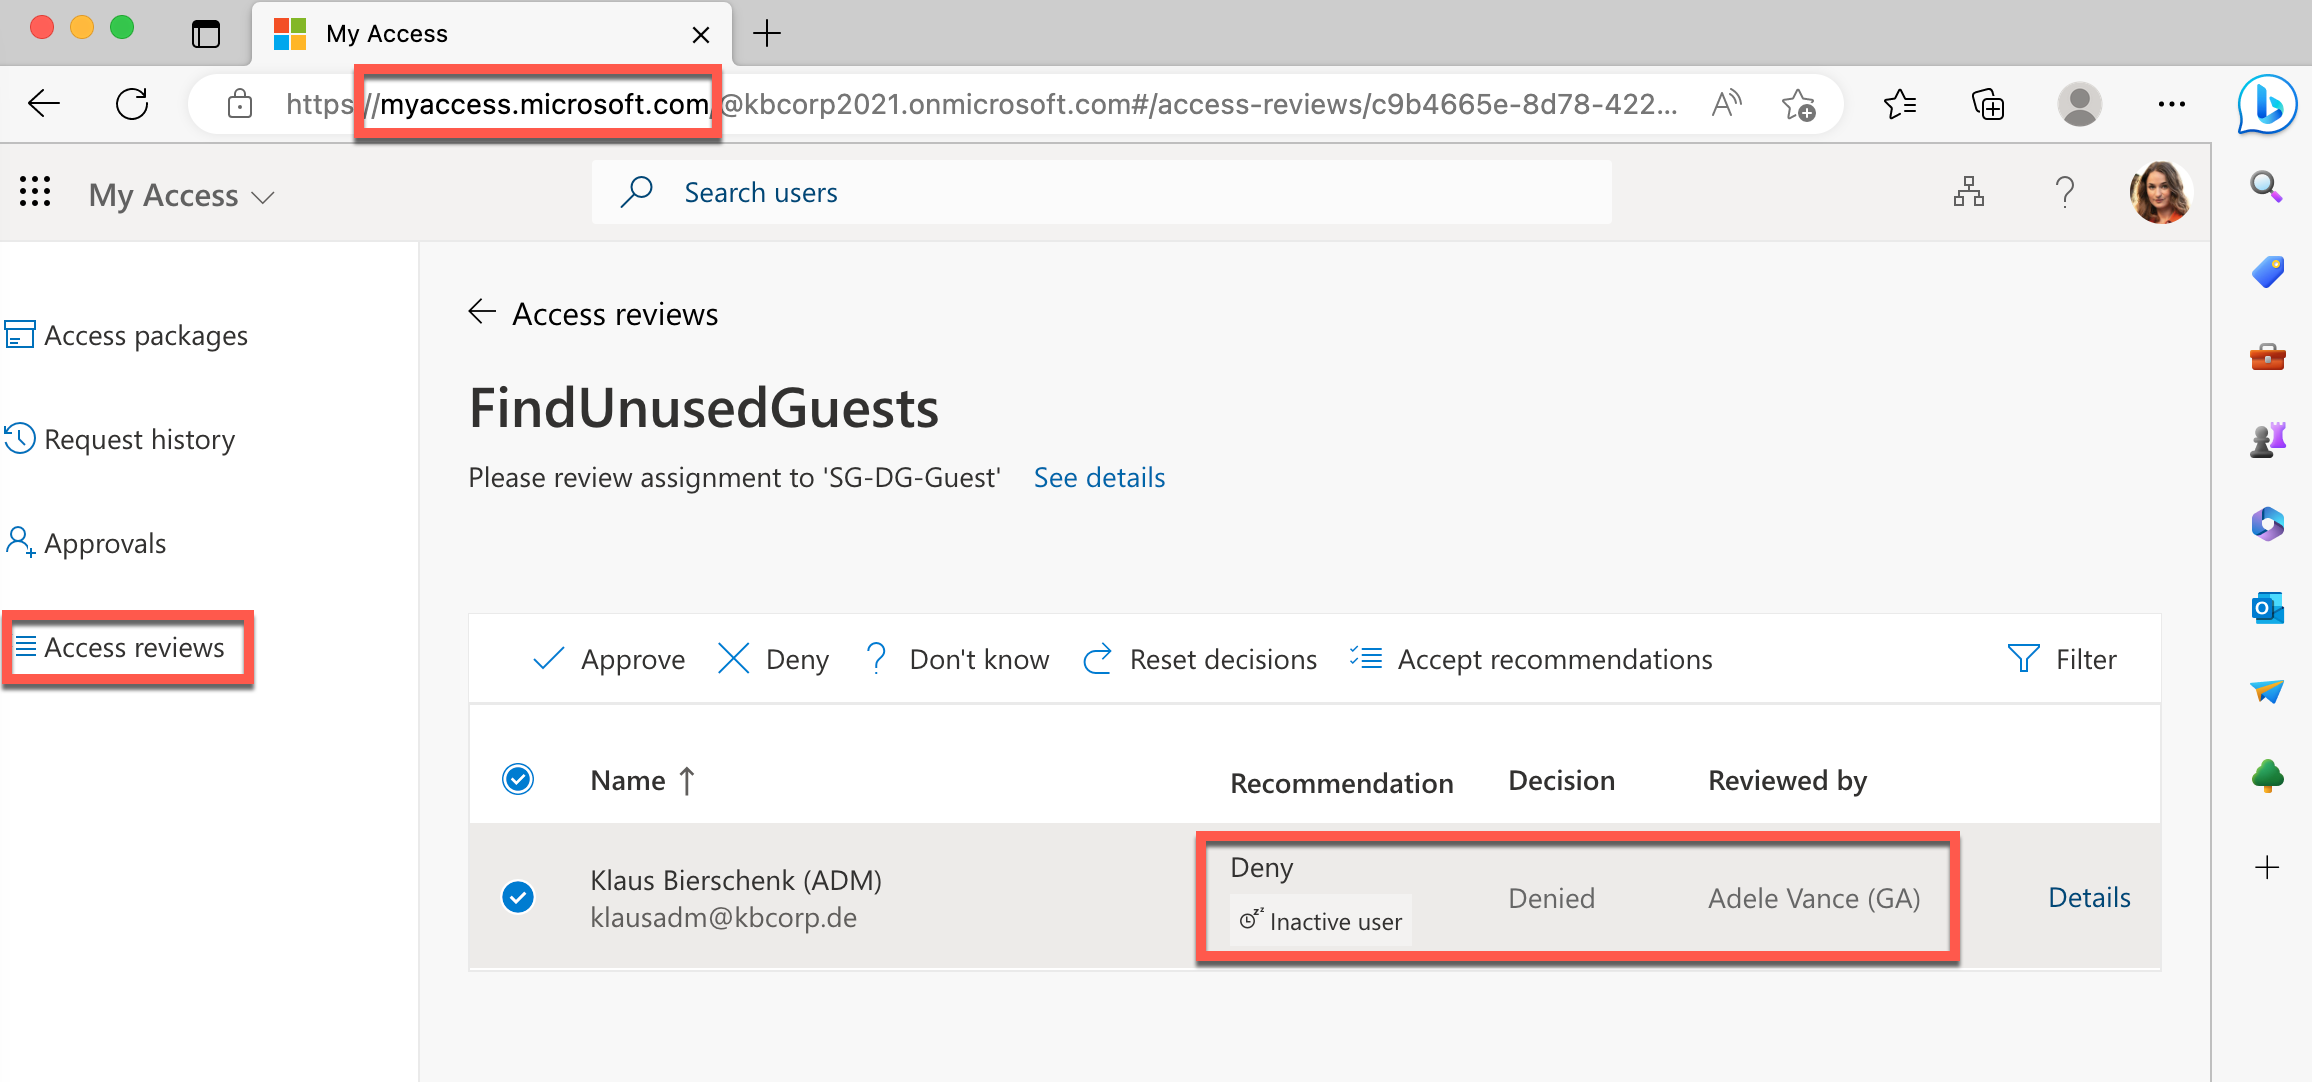 My Access
https://myaccess.microsoft.com/@kbcorp2021.onmicrosoft.com#/access-reviews/c9b4665e-8d78-422...
My Access
Search users
Access packages
Request history
Approvals
Access reviews
Access reviews
FindUnusedGuests
Please review assignment to 'SG-DG-Guest' See details
Approve Deny Don't know Reset decisions Accept recommendations Filter
Name Recommendation Decision Reviewed by
Klaus Bierschenk (ADM)
klausadm@kbcorp.de
Deny
Inactive user
Denied
Adele Vance (GA)
Details